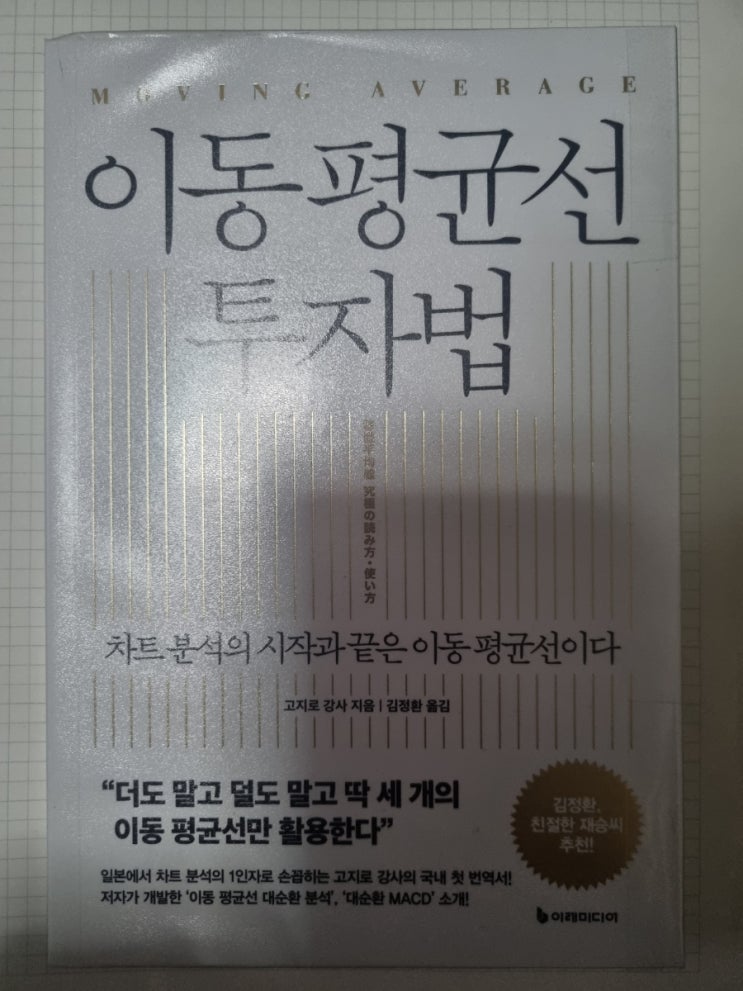 MOVING AVERAGE
이동 평균선
투자법
移動平均線 究極の読み方・使い方
차트 분석의 시작과 끝은 이동 평균선이다
고지로 강사 지음 | 김정환 옮김
“더도 말고 덜도 말고 딱 세 개의
이동 평균선만 활용한다”
일본에서 차트 분석의 1인자로 손꼽히는 고지로 강사의 국내 첫 번역서!
저자가 개발한 ‘이동 평균선 대순환 분석’, ‘대순환 MACD’ 소개!
김정환,
친절한 재승씨
추천!
이레미디어